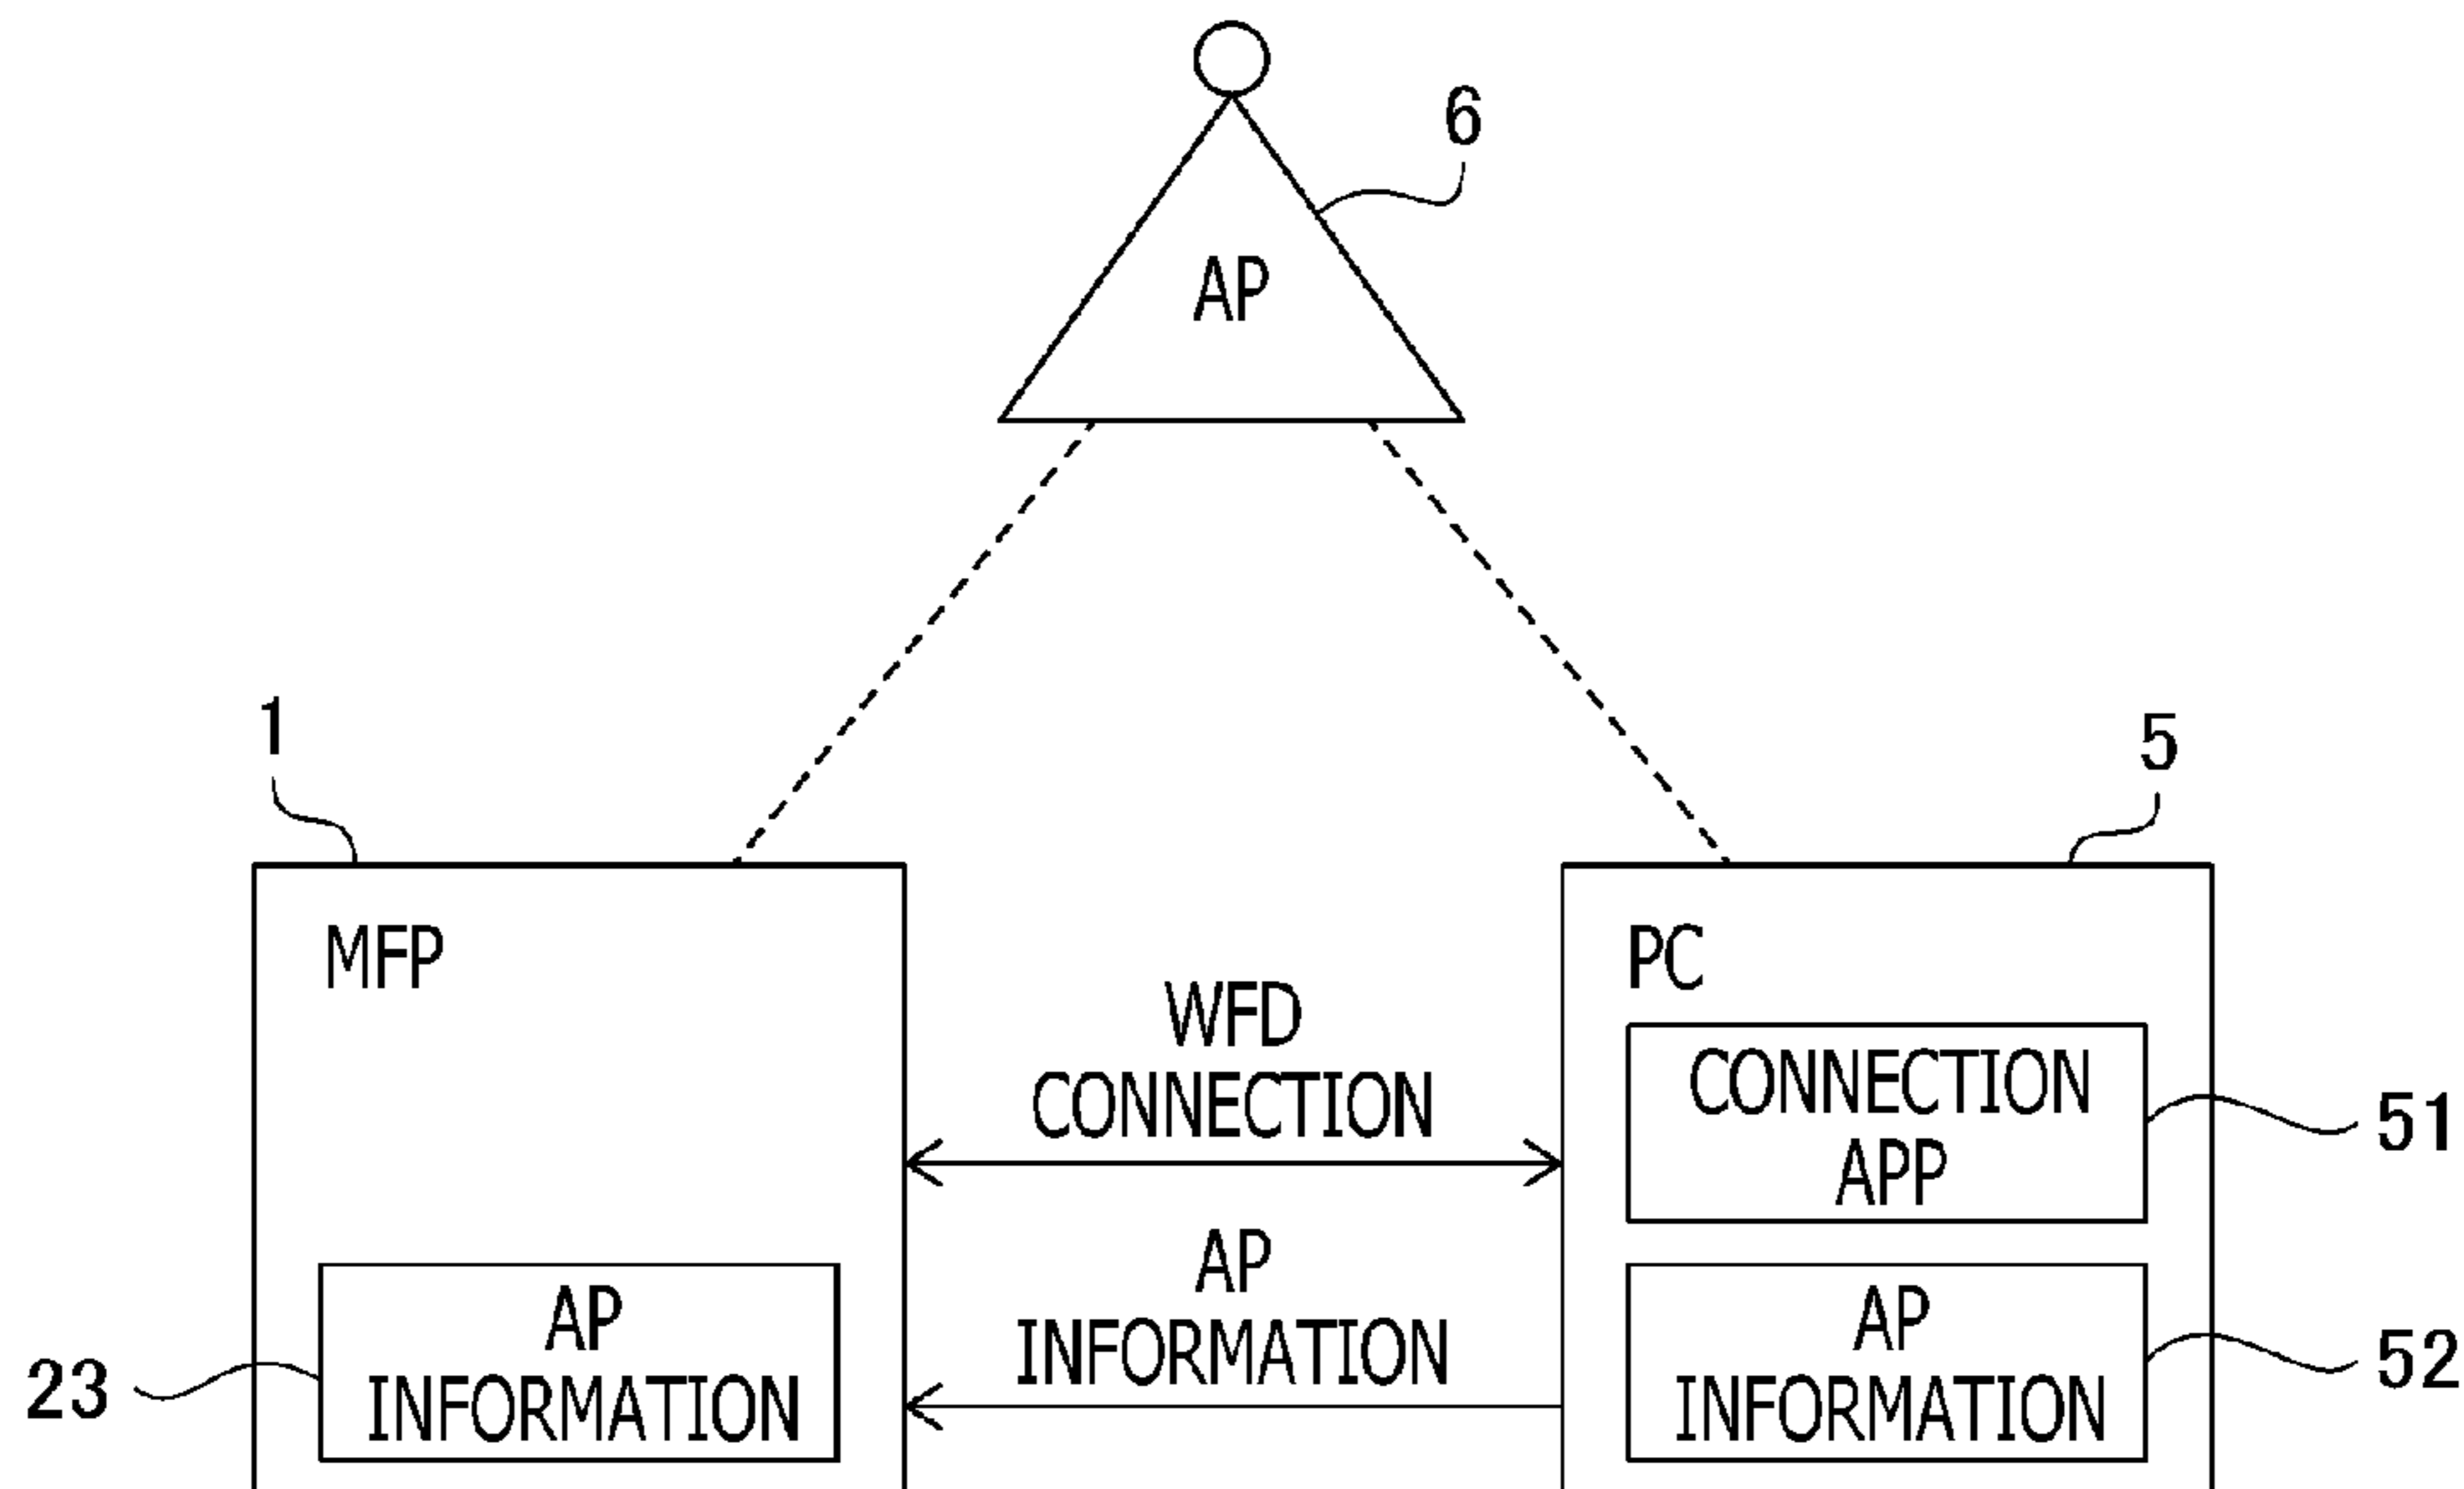 6
AP
1
5
MFP
PC
WFD
CONNECTION
CONNECTION
APP
51
AP
INFORMATION
AP
INFORMATION
23
AP
INFORMATION
52